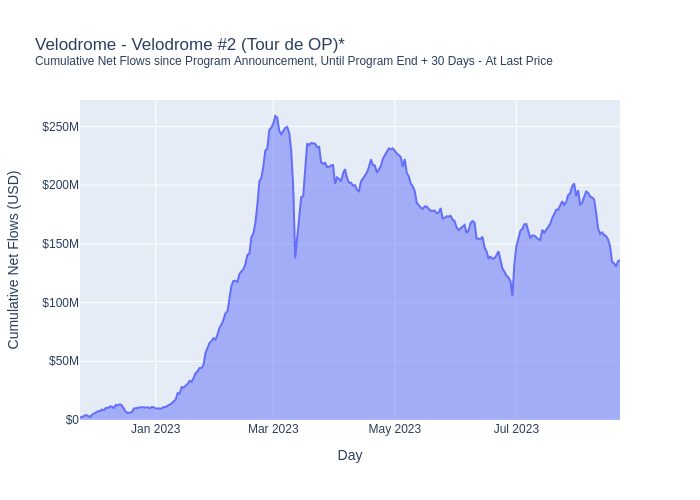 Velodrome - Velodrome #2 (Tour de OP)*
Cumulative Net Flows since Program Announcement, Until Program End + 30 Days - At Last Price
Cumulative Net Flows (USD)
$250M
$200M
$150M
$100M
$50M
$0
Jan 2023
Mar 2023
May 2023
Jul 2023
Day